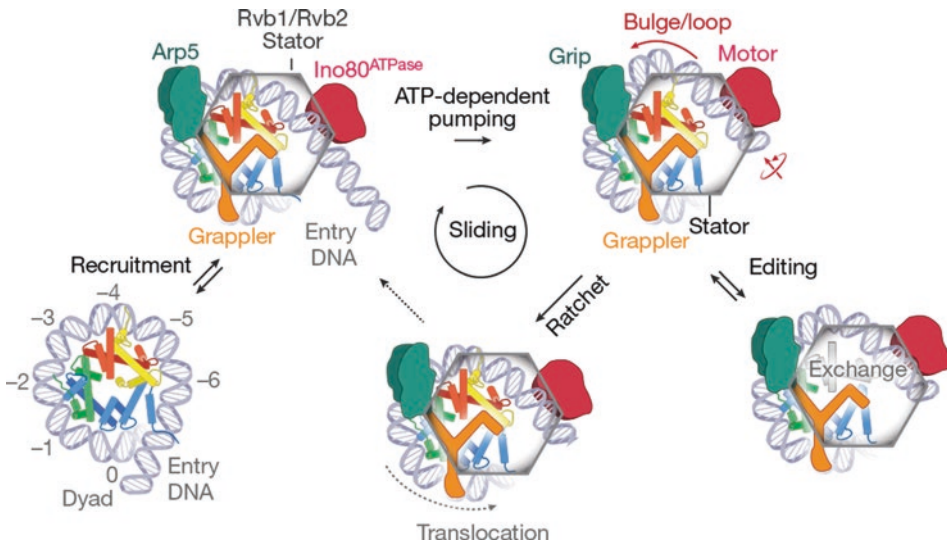 Rvb1/Rvb2
Stator
Arp5
Ino80ATPase
Grappler
Entry
DNA
ATP-dependent
pumping
Bulge/loop
Grip
Motor
Stator
Grappler
Sliding
Recruitment
Editing
Ratchet
–4
–3
–5
–2
–6
–1
0
Dyad
Entry
DNA
Translocation
Exchange